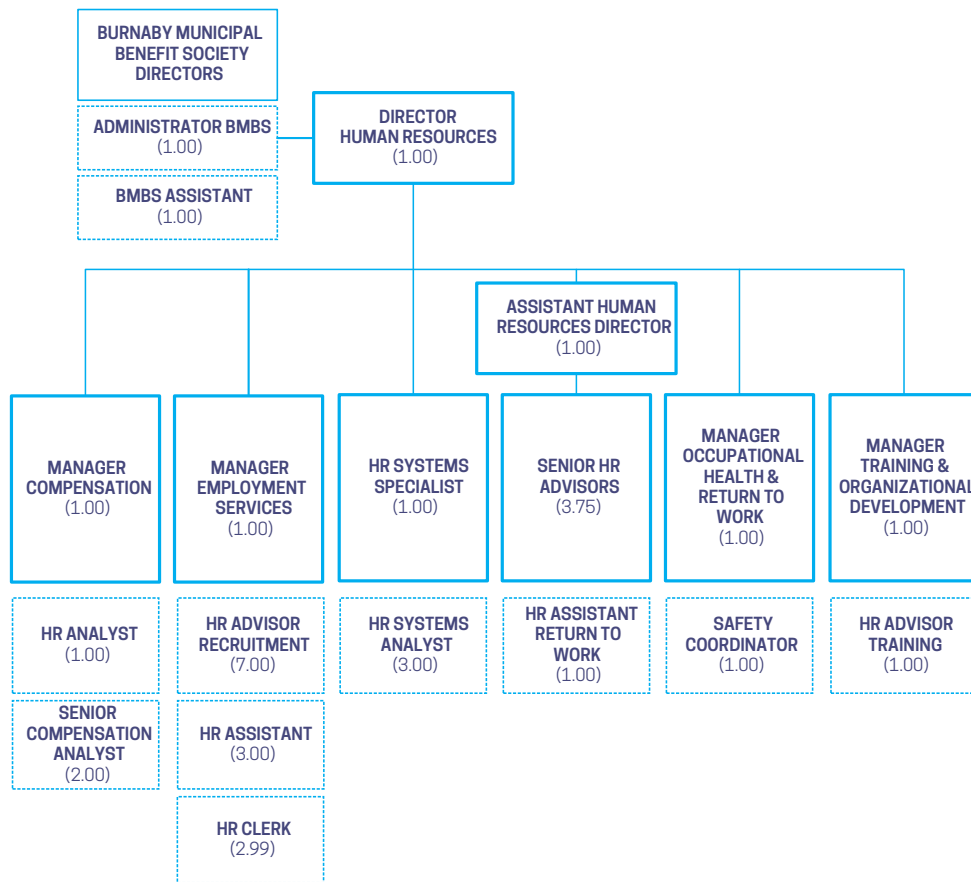 BURNABY MUNICIPAL
BENEFIT SOCIETY
DIRECTORS
ADMINISTRATOR BMBS
(1.00)
BMBS ASSISTANT
(1.00)
DIRECTOR
HUMAN RESOURCES
(1.00)
ASSISTANT HUMAN
RESOURCES DIRECTOR
(1.00)
MANAGER
COMPENSATION
(1.00)
MANAGER
EMPLOYMENT
SERVICES
(1.00)
HR SYSTEMS
SPECIALIST
(1.00)
SENIOR HR
ADVISORS
(3.75)
MANAGER
OCCUPATIONAL
HEALTH &
RETURN TO
WORK
(1.00)
MANAGER
TRAINING &
ORGANIZATIONAL
DEVELOPMENT
(1.00)
HR ANALYST
(1.00)
HR ADVISOR
RECRUITMENT
(7.00)
HR SYSTEMS
ANALYST
(3.00)
HR ASSISTANT
RETURN TO
WORK
(1.00)
SAFETY
COORDINATOR
(1.00)
HR ADVISOR
TRAINING
(1.00)
SENIOR
COMPENSATION
ANALYST
(2.00)
HR ASSISTANT
(3.00)
HR CLERK
(2.99)